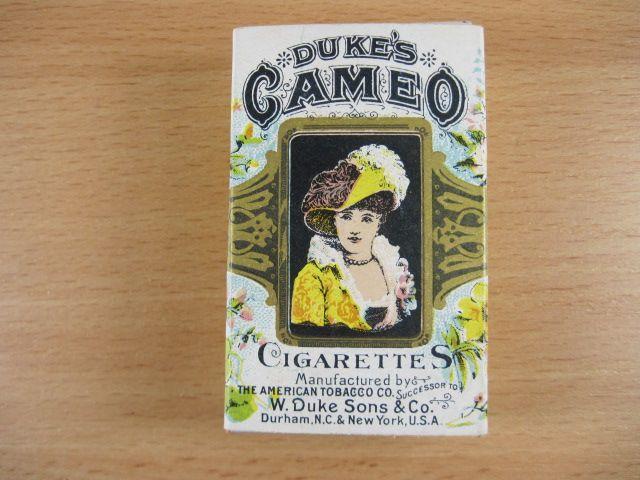 DUKE'S
CAMEO
CIGARETTES
Manufactured by
THE AMERICAN TOBACCO CO. SUCCESSOR TO
W. Duke Sons & Co.
Durham, N.C. & New York, U.S.A.